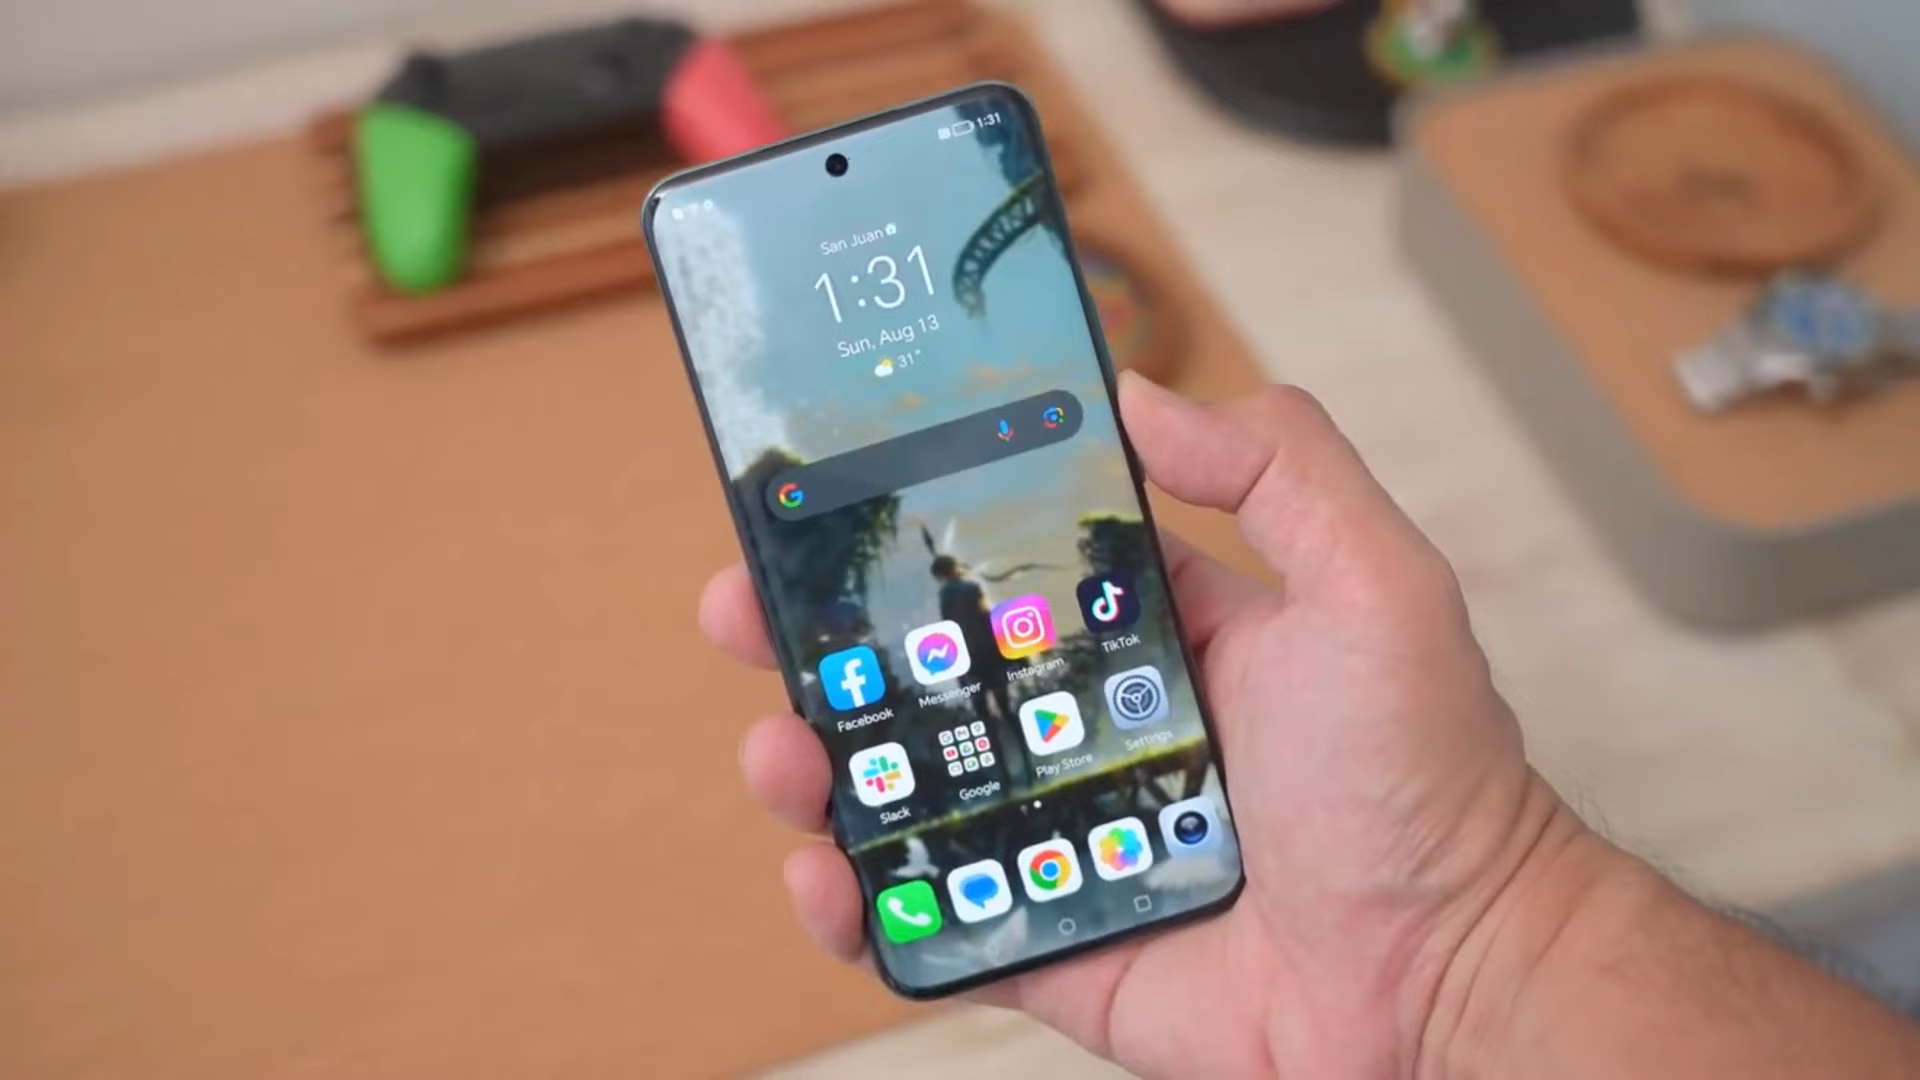 1:31
San Juan
1:31
Sun, Aug 13
31°
Facebook
Messenger
Instagram
TikTok
Slack
Google
Play Store
Settings